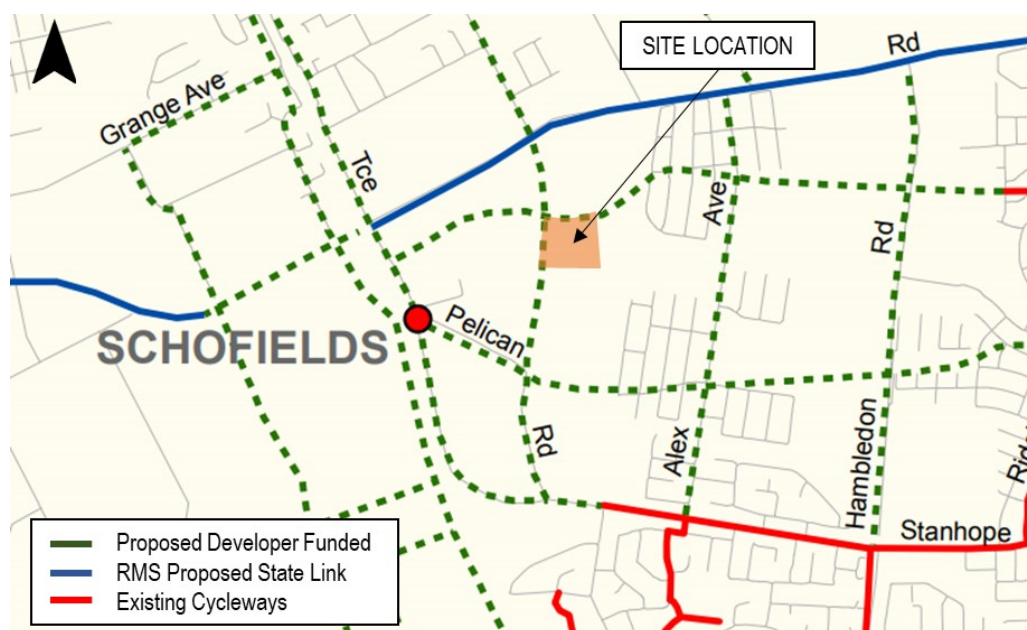 SITE LOCATION
Rd
Grange Ave
Tce
Ave
Rd
Pelican
SCHOFIELDS
Rd
Alex
Hambledon
Rid
Stanhope
Proposed Developer Funded
RMS Proposed State Link
Existing Cycleways